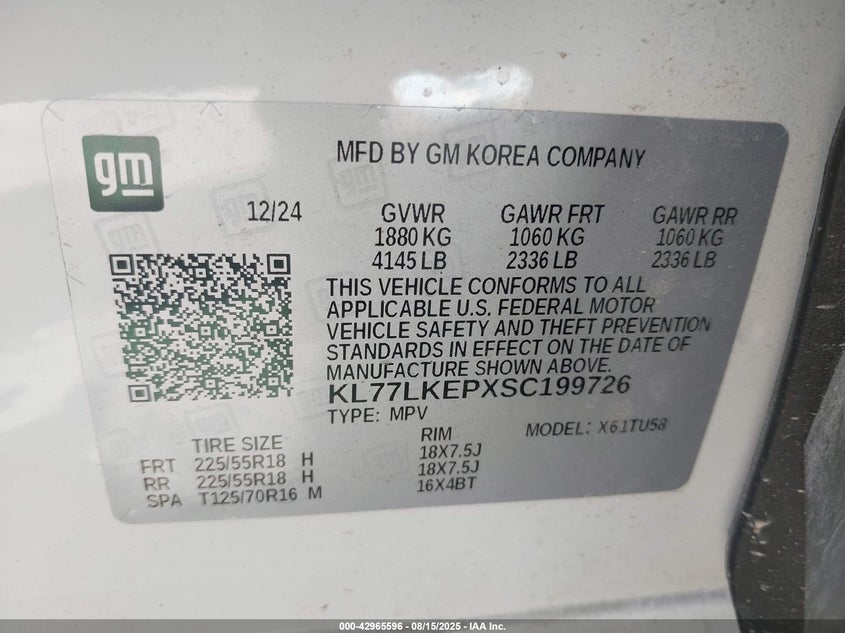 gm
MFD BY GM KOREA COMPANY
12/24 GVWR GAWR FRT GAWR RR
1880 KG 1060 KG 1060 KG
4145 LB 2336 LB 2336 LB
THIS VEHICLE CONFORMS TO ALL
APPLICABLE U.S. FEDERAL MOTOR
VEHICLE SAFETY AND THEFT PREVENTION
STANDARDS IN EFFECT ON THE DATE OF
MANUFACTURE SHOWN ABOVE.
KL77LKEPXSC199726
TYPE: MPV MODEL: X61TU58
TIRE SIZE RIM
FRT 225/55R18 H 18X7.5J
RR 225/55R18 H 18X7.5J
SPA T125/70R16 M 16X4BT
000-42965596 - 08/15/2025 - IAA Inc.